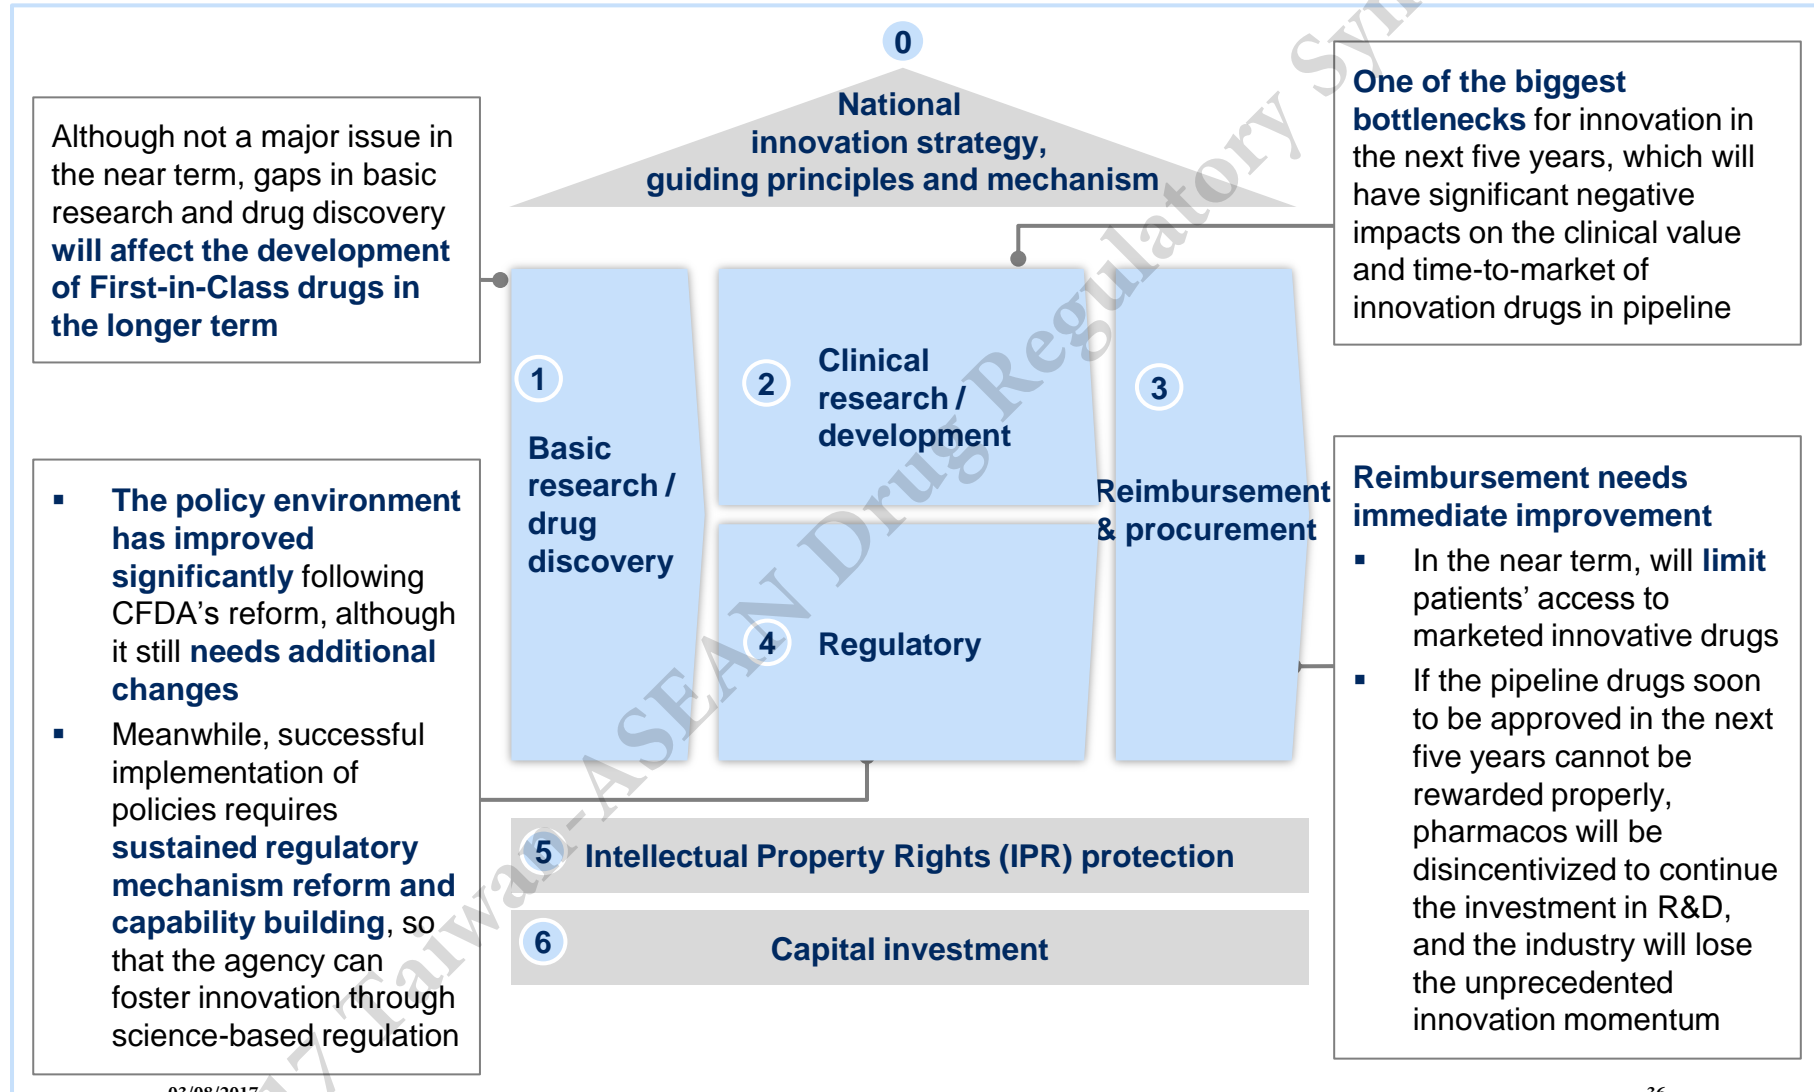 0
National
innovation strategy,
guiding principles and mechanism
Although not a major issue in
the near term, gaps in basic
research and drug discovery
will affect the development
of First-in-Class drugs in
the longer term
One of the biggest
bottlenecks for innovation in
the next five years, which will
have significant negative
impacts on the clinical value
and time-to-market of
innovation drugs in pipeline
1
Basic
research /
drug
discovery
2
Clinical
research /
development
3
Reimbursement
& procurement
4
Regulatory
▪ The policy environment
has improved
significantly following
CFDA’s reform, although
it still needs additional
changes
▪ Meanwhile, successful
implementation of
policies requires
sustained regulatory
mechanism reform and
capability building, so
that the agency can
foster innovation through
science-based regulation
Reimbursement needs
immediate improvement
▪ In the near term, will limit
patients’ access to
marketed innovative drugs
▪ If the pipeline drugs soon
to be approved in the next
five years cannot be
rewarded properly,
pharmacos will be
disincentivized to continue
the investment in R&D,
and the industry will lose
the unprecedented
innovation momentum
5 Intellectual Property Rights (IPR) protection
6 Capital investment
17 Taiwan-ASEAN Drug Regulatory Sym
03/08/2017
36